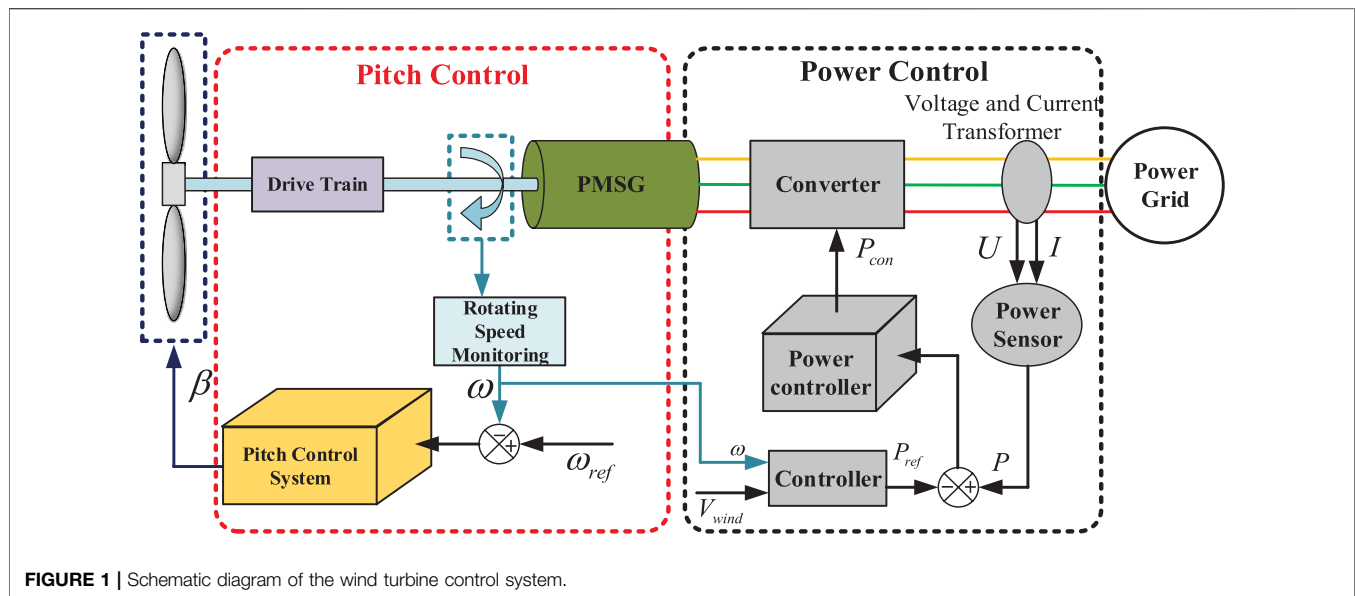 Pitch Control
Power Control
Voltage and Current
Transformer
Drive Train
PMSG
Converter
Power
Grid
P_con
U
I
Rotating
Speed
Monitoring
Power
Sensor
Power
controller
β
ω
−
+
ω_ref
Pitch Control
System
ω
V_wind
Controller
P_ref
−
+
P
FIGURE 1 | Schematic diagram of the wind turbine control system.